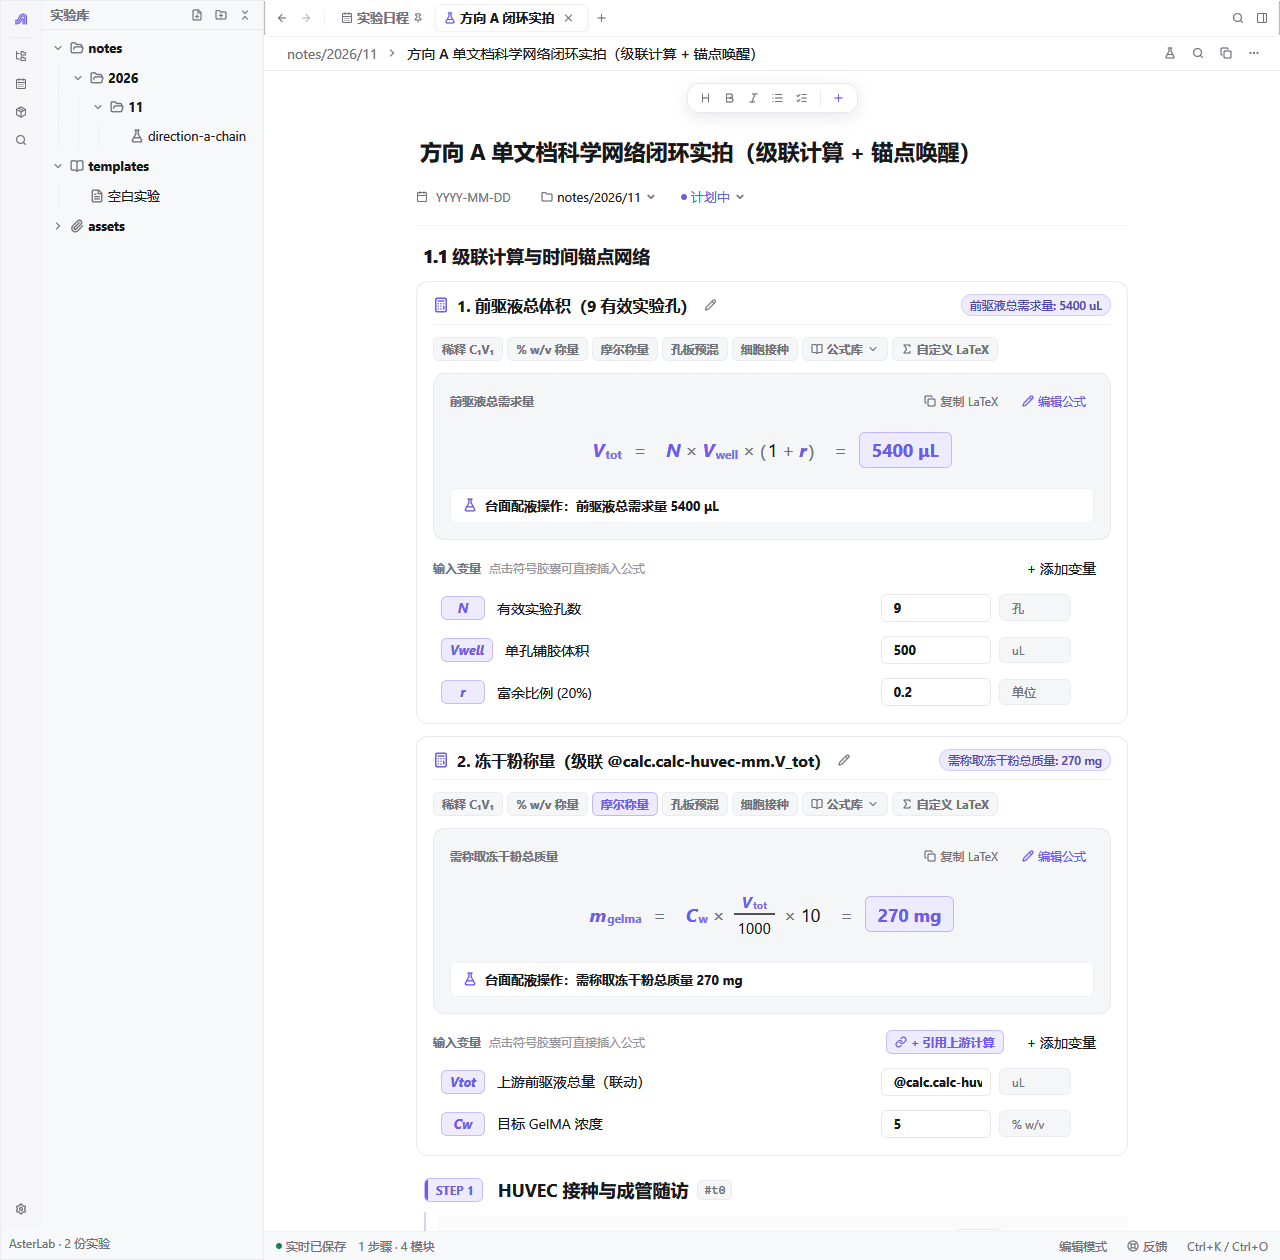 实验库
notes
2026
11
direction-a-chain
templates
空白实验
assets
AsterLab · 2 份实验
实验日程
方向 A 闭环实拍
notes/2026/11 > 方向 A 单文档科学网络闭环实拍（级联计算 + 锚点唤醒）
H B I
方向 A 单文档科学网络闭环实拍（级联计算 + 锚点唤醒）
YYYY-MM-DD notes/2026/11 计划中
1.1 级联计算与时间锚点网络
1. 前驱液总体积（9 有效实验孔） 前驱液总需求量: 5400 uL
稀释 C₁V₁ % w/v 称量 摩尔称量 孔板预混 细胞接种 公式库 Σ 自定义 LaTeX
前驱液总需求量 复制 LaTeX 编辑公式
V_tot = N × V_well × (1 + r) = 5400 μL
台面配液操作：前驱液总需求量 5400 μL
输入变量 点击符号胶囊可直接插入公式 + 添加变量
N 有效实验孔数 9 孔
Vwell 单孔铺胶体积 500 uL
r 富余比例 (20%) 0.2 单位
2. 冻干粉称量（级联 @calc.calc-huvec-mm.V_tot） 需称取冻干粉总质量: 270 mg
稀释 C₁V₁ % w/v 称量 摩尔称量 孔板预混 细胞接种 公式库 Σ 自定义 LaTeX
需称取冻干粉总质量 复制 LaTeX 编辑公式
m_gelma = C_w × V_tot/1000 × 10 = 270 mg
台面配液操作：需称取冻干粉总质量 270 mg
输入变量 点击符号胶囊可直接插入公式 + 引用上游计算 + 添加变量
Vtot 上游前驱液总量（联动） @calc.calc-huv uL
Cw 目标 GelMA 浓度 5 % w/v
STEP 1 HUVEC 接种与成管随访 #t0
实时已保存 1 步骤 · 4 模块 编辑模式 反馈 Ctrl+K / Ctrl+O